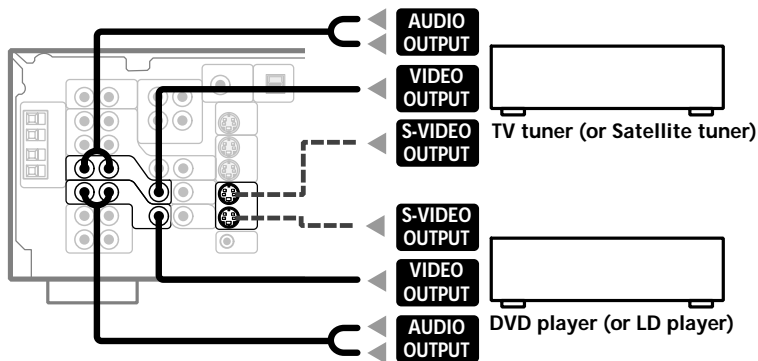 AUDIO
OUTPUT
VIDEO
OUTPUT
S-VIDEO
OUTPUT
TV tuner (or Satellite tuner)
S-VIDEO
OUTPUT
VIDEO
OUTPUT
AUDIO
OUTPUT
DVD player (or LD player)